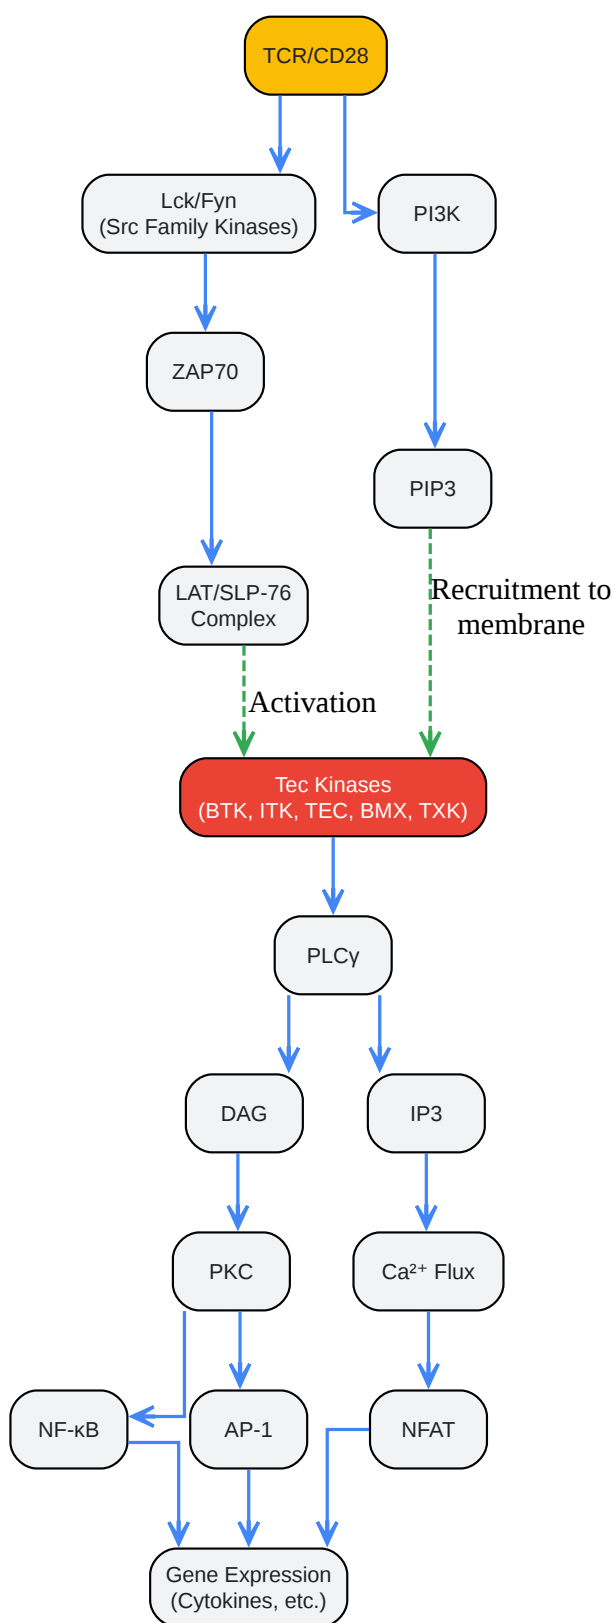 TCR/CD28
Lck/Fyn
(Src Family Kinases)
PI3K
ZAP70
PIP3
LAT/SLP-76
Complex
Recruitment to
membrane
Activation
Tec Kinases
(BTK, ITK, TEC, BMX, TXK)
PLCγ
DAG
IP3
PKC
Ca²⁺ Flux
NF-κB
AP-1
NFAT
Gene Expression
(Cytokines, etc.)